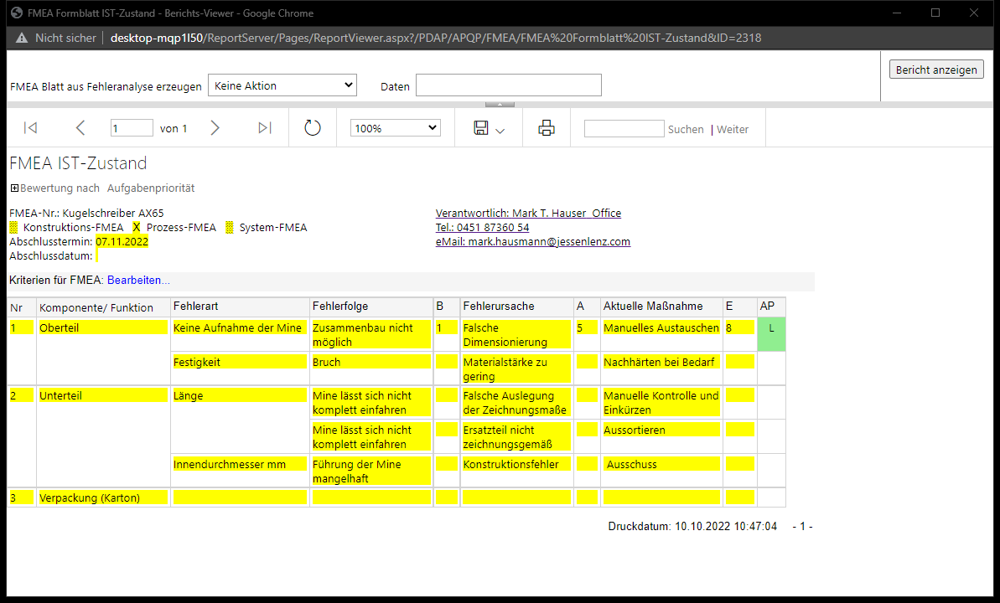 FMEA Formblatt IST-Zustand - Berichts-Viewer - Google Chrome
Nicht sicher | desktop-mqp1l50/ReportServer/Pages/ReportViewer.aspx?/PDAP/APQP/FMEA/FMEA%20Formblatt%20IST-Zustand&ID=2318
FMEA Blatt aus Fehleranalyse erzeugen Keine Aktion Daten Bericht anzeigen
1 von 1 100% Suchen | Weiter
FMEA IST-Zustand
Bewertung nach Aufgabenpriorität
FMEA-Nr.: Kugelschreiber AX65 Verantwortlich: Mark T. Hauser Office
Konstruktions-FMEA X Prozess-FMEA System-FMEA Tel.: 0451 87360 54
Abschlusstermin: 07.11.2022 eMail: mark.hausmann@jessenlenz.com
Abschlussdatum:
Kriterien für FMEA: Bearbeiten...
Nr Komponente/ Funktion Fehlerart Fehlerfolge B Fehlerursache A Aktuelle Maßnahme E AP
1 Oberteil Keine Aufnahme der Mine Zusammenbau nicht 1 Falsche 5 Manuelles Austauschen 8 L
möglich Dimensionierung
Festigkeit Bruch Materialstärke zu Nachhärten bei Bedarf
gering
2 Unterteil Länge Mine lässt sich nicht Falsche Auslegung Manuelle Kontrolle und
komplett einfahren der Zeichnungsmaße Einkürzen
Mine lässt sich nicht Ersatzteil nicht Aussortieren
komplett einfahren zeichnungsgemäß
Innendurchmesser mm Führung der Mine Konstruktionsfehler Ausschuss
mangelhaft
3 Verpackung (Karton)
Druckdatum: 10.10.2022 10:47:04 - 1 -